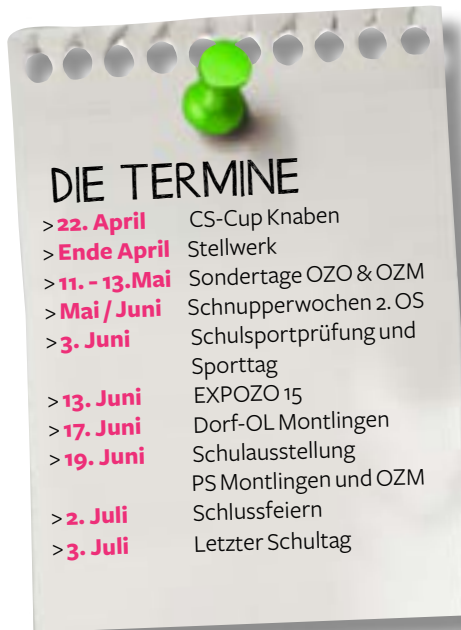 DIE TERMINE
> 22. April CS-Cup Knaben
> Ende April Stellwerk
> 11. - 13.Mai Sondertage OZO & OZM
> Mai / Juni Schnupperwochen 2. OS
> 3. Juni Schulsportprüfung und
Sporttag
> 13. Juni EXPOZO 15
> 17. Juni Dorf-OL Montlingen
> 19. Juni Schulausstellung
PS Montlingen und OZM
> 2. Juli Schlussfeiern
> 3. Juli Letzter Schultag